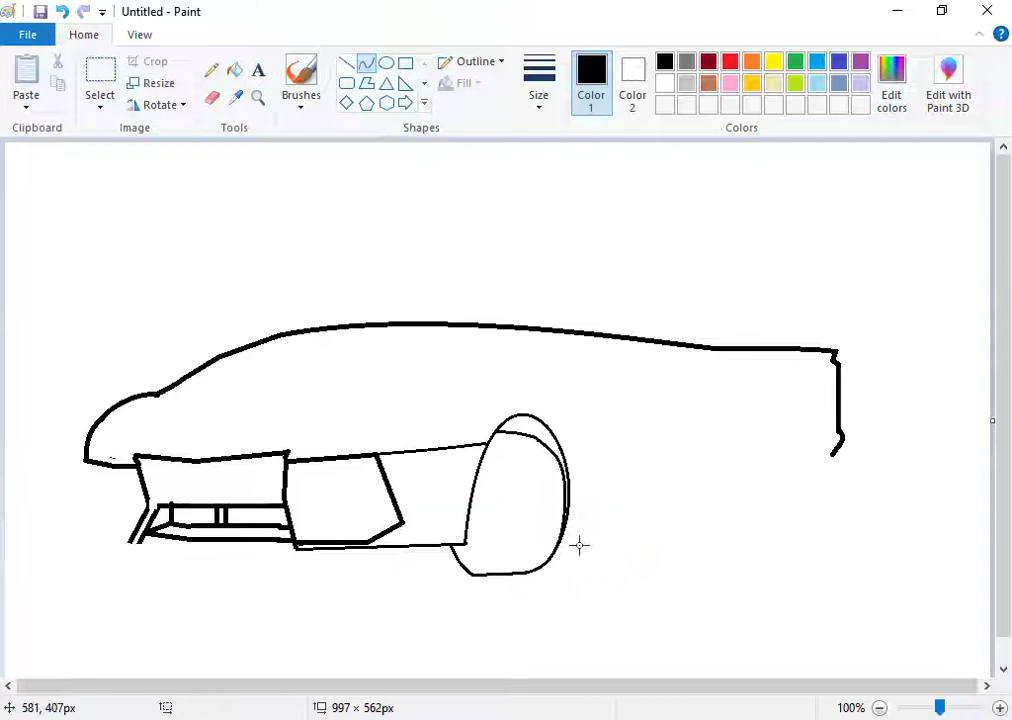 Untitled - Paint
File
Home
View
Paste
Clipboard
Select
Crop
Resize
Rotate
Image
Tools
Brushes
Shapes
Outline
Fill
Size
Color 1
Color 2
Colors
Edit colors
Edit with Paint 3D
581, 407px
997 × 562px
100%